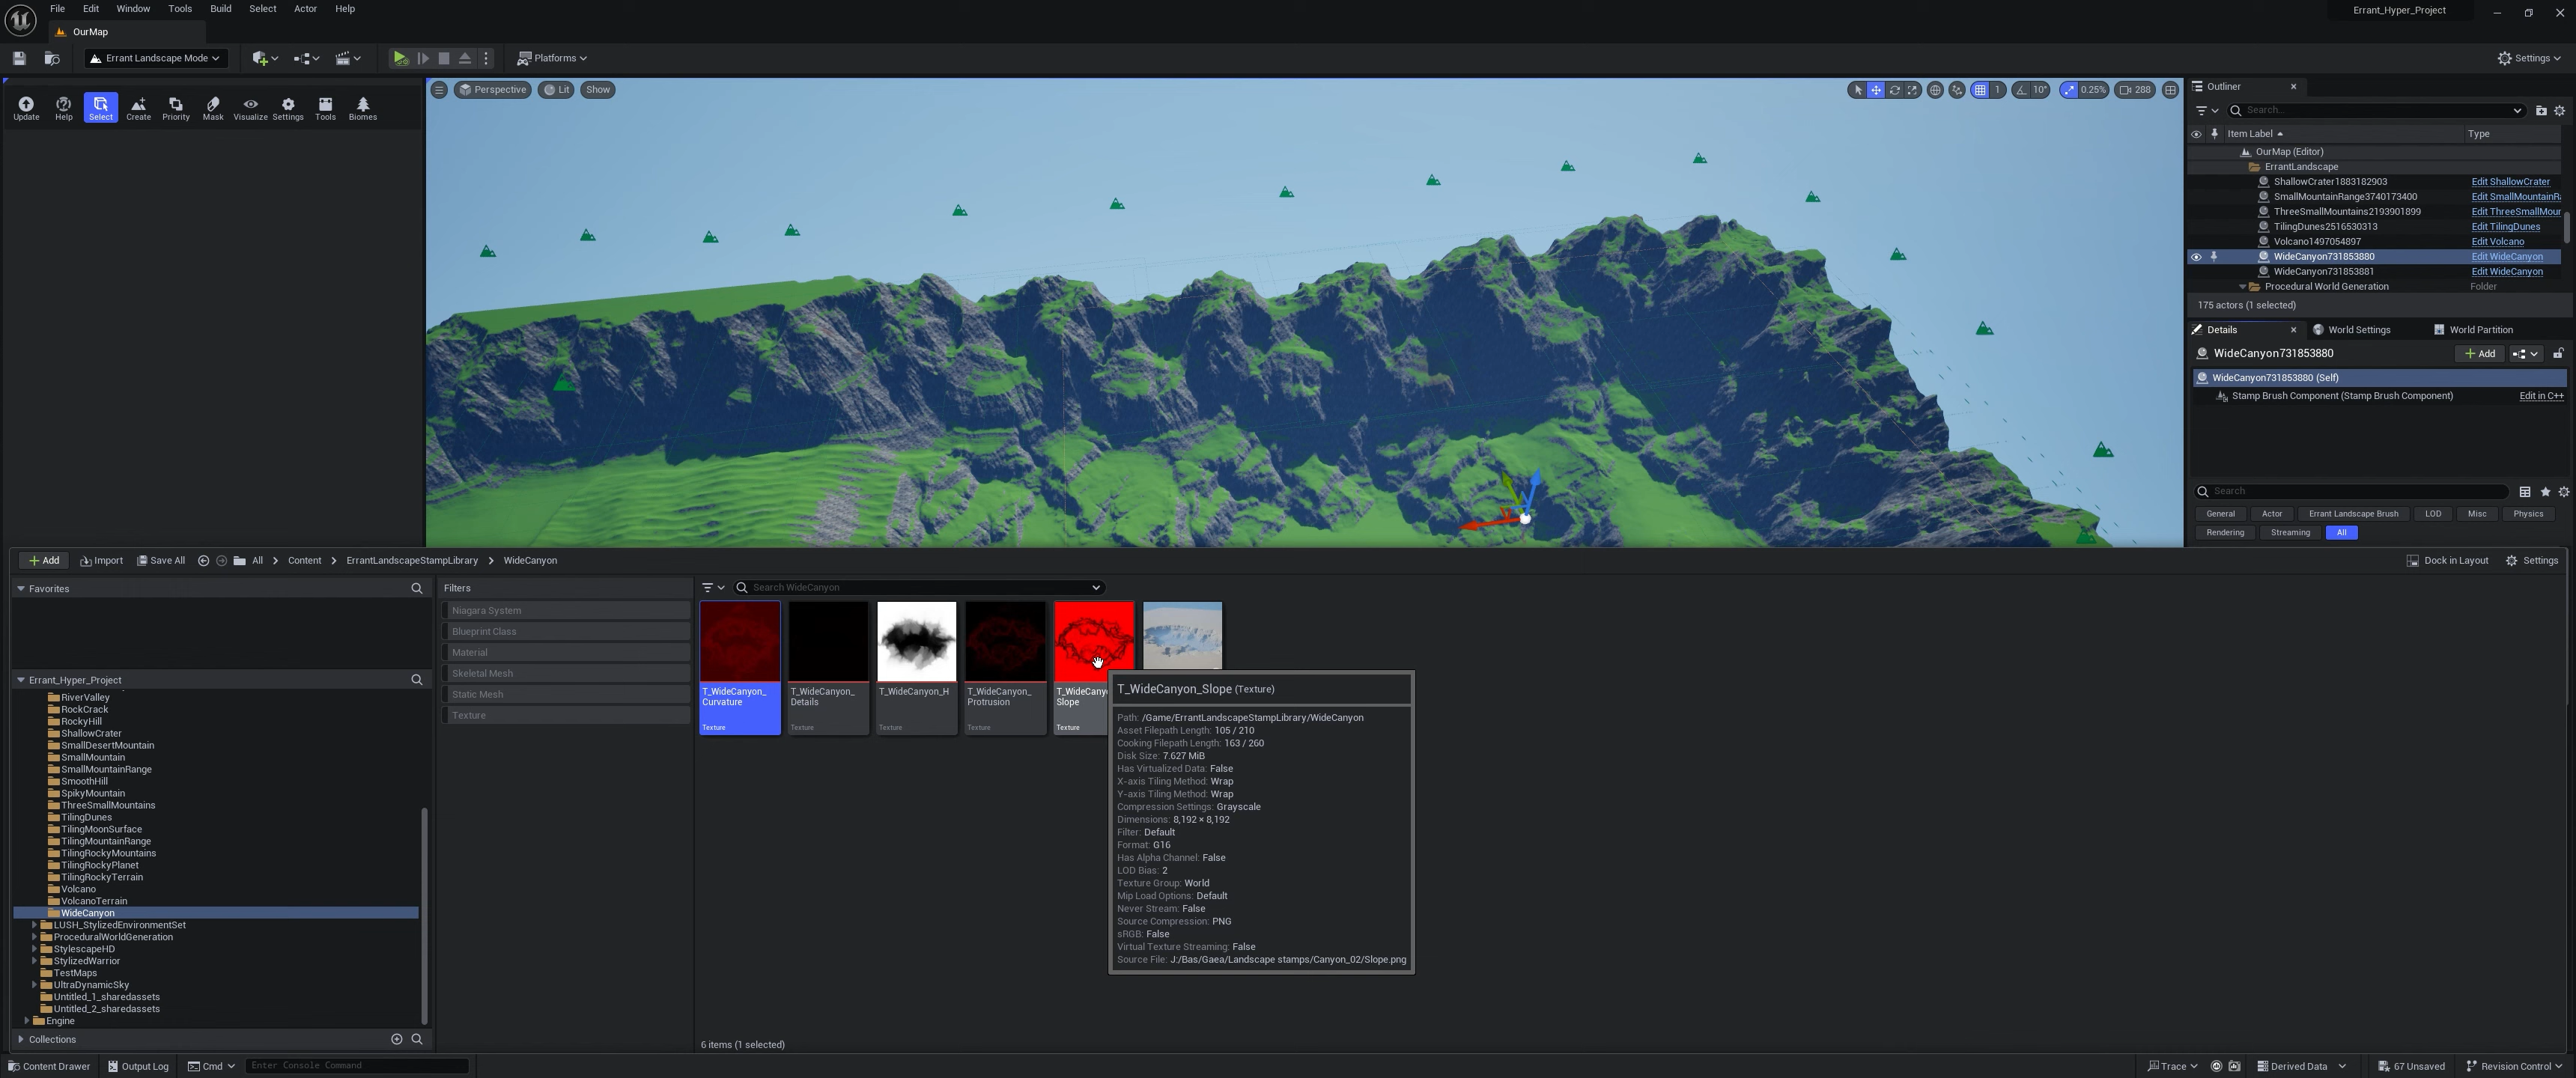 File Edit Window Tools Build Select Actor Help
Errant_Hyper_Project
OurMap
Errant Landscape Mode
Platforms
Settings
Update Help Select Create Priority Mask Visualize Settings Tools Biomes
Perspective Lit Show
1 10° 0.25% 288
Outliner
Search...
Item Label Type
OurMap (Editor)
ErrantLandscape
ShallowCrater1883182903 Edit ShallowCrater
SmallMountainRange3740173400 Edit SmallMountainR
ThreeSmallMountains2193901899 Edit ThreeSmallMour
TilingDunes2516530313 Edit TilingDunes
Volcano1497054897 Edit Volcano
WideCanyon731853880 Edit WideCanyon
WideCanyon731853881 Edit WideCanyon
Procedural World Generation Folder
175 actors (1 selected)
Details World Settings World Partition
WideCanyon731853880 Add
WideCanyon731853880 (Self)
Stamp Brush Component (Stamp Brush Component) Edit in C++
Search
General Actor Errant Landscape Brush LOD Misc Physics
Rendering Streaming All
Add Import Save All All Content ErrantLandscapeStampLibrary WideCanyon
Dock in Layout Settings
Favorites
Errant_Hyper_Project
RiverValley
RockCrack
RockyHill
ShallowCrater
SmallDesertMountain
SmallMountain
SmallMountainRange
SmoothHill
SpikyMountain
ThreeSmallMountains
TilingDunes
TilingMoonSurface
TilingMountainRange
TilingRockyMountains
TilingRockyPlanet
TilingRockyTerrain
Volcano
VolcanoTerrain
WideCanyon
LUSH_StylizedEnvironmentSet
ProceduralWorldGeneration
StylescapeHD
StylizedWarrior
TestMaps
UltraDynamicSky
Untitled_1_sharedassets
Untitled_2_sharedassets
Engine
Collections
Filters
Niagara System
Blueprint Class
Material
Skeletal Mesh
Static Mesh
Texture
Search WideCanyon
T_WideCanyon_
Curvature
Texture
T_WideCanyon_
Details
Texture
T_WideCanyon_H
Texture
T_WideCanyon_
Protrusion
Texture
T_WideCany
Slope
Texture
T_WideCanyon_Slope (Texture)
Path: /Game/ErrantLandscapeStampLibrary/WideCanyon
Asset Filepath Length: 105 / 210
Cooking Filepath Length: 163 / 260
Disk Size: 7.627 MiB
Has Virtualized Data: False
X-axis Tiling Method: Wrap
Y-axis Tiling Method: Wrap
Compression Settings: Grayscale
Dimensions: 8,192 × 8,192
Filter: Default
Format: G16
Has Alpha Channel: False
LOD Bias: 2
Texture Group: World
Mip Load Options: Default
Never Stream: False
Source Compression: PNG
sRGB: False
Virtual Texture Streaming: False
Source File: J:/Bas/Gaea/Landscape stamps/Canyon_02/Slope.png
6 items (1 selected)
Content Drawer Output Log Cmd Enter Console Command
Trace Derived Data 67 Unsaved Revision Control